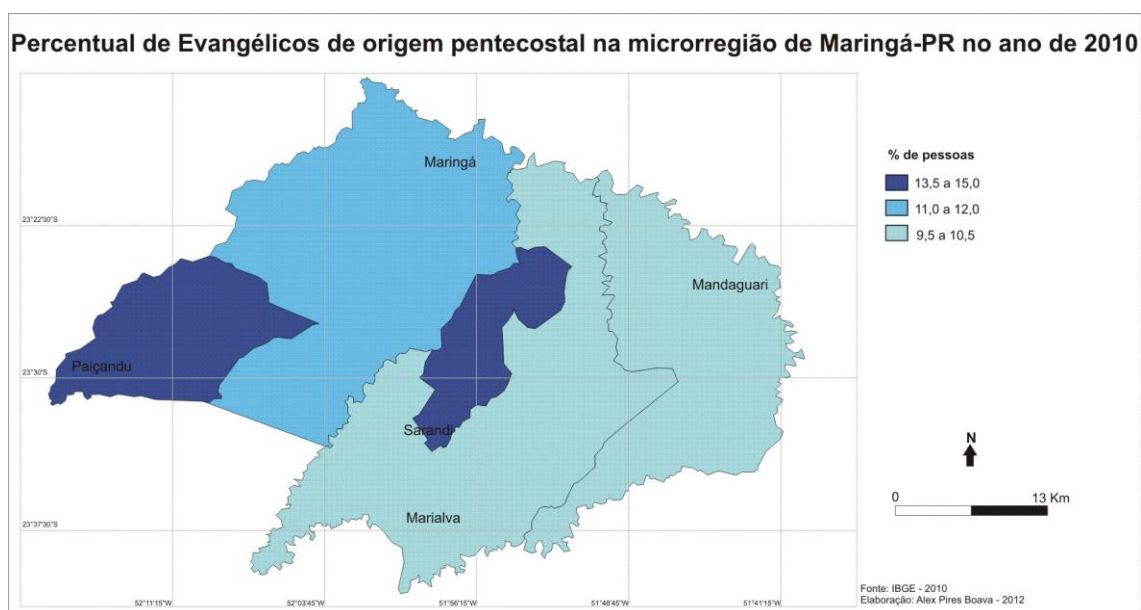 Percentual de Evangélicos de origem pentecostal na microrregião de Maringá-PR no ano de 2010
Maringá
% de pessoas
13,5 a 15,0
11,0 a 12,0
9,5 a 10,5
23°22'30"S
Mandaguari
Paiçandu
23°30'S
Sarandi
N
0 13 Km
Marialva
23°37'30"S
Fonte: IBGE - 2010
Elaboração: Alex Pires Boava - 2012
52°11'15"W 52°03'45"W 51°56'15"W 51°48'45"W 51°41'15"W